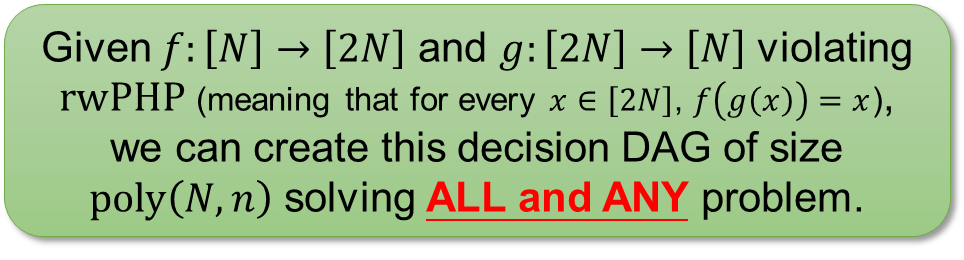 Given f: [N] → [2N] and g: [2N] → [N] violating
rwPHP (meaning that for every x ∈ [2N], f(g(x)) = x),
we can create this decision DAG of size
poly(N, n) solving ALL and ANY problem.